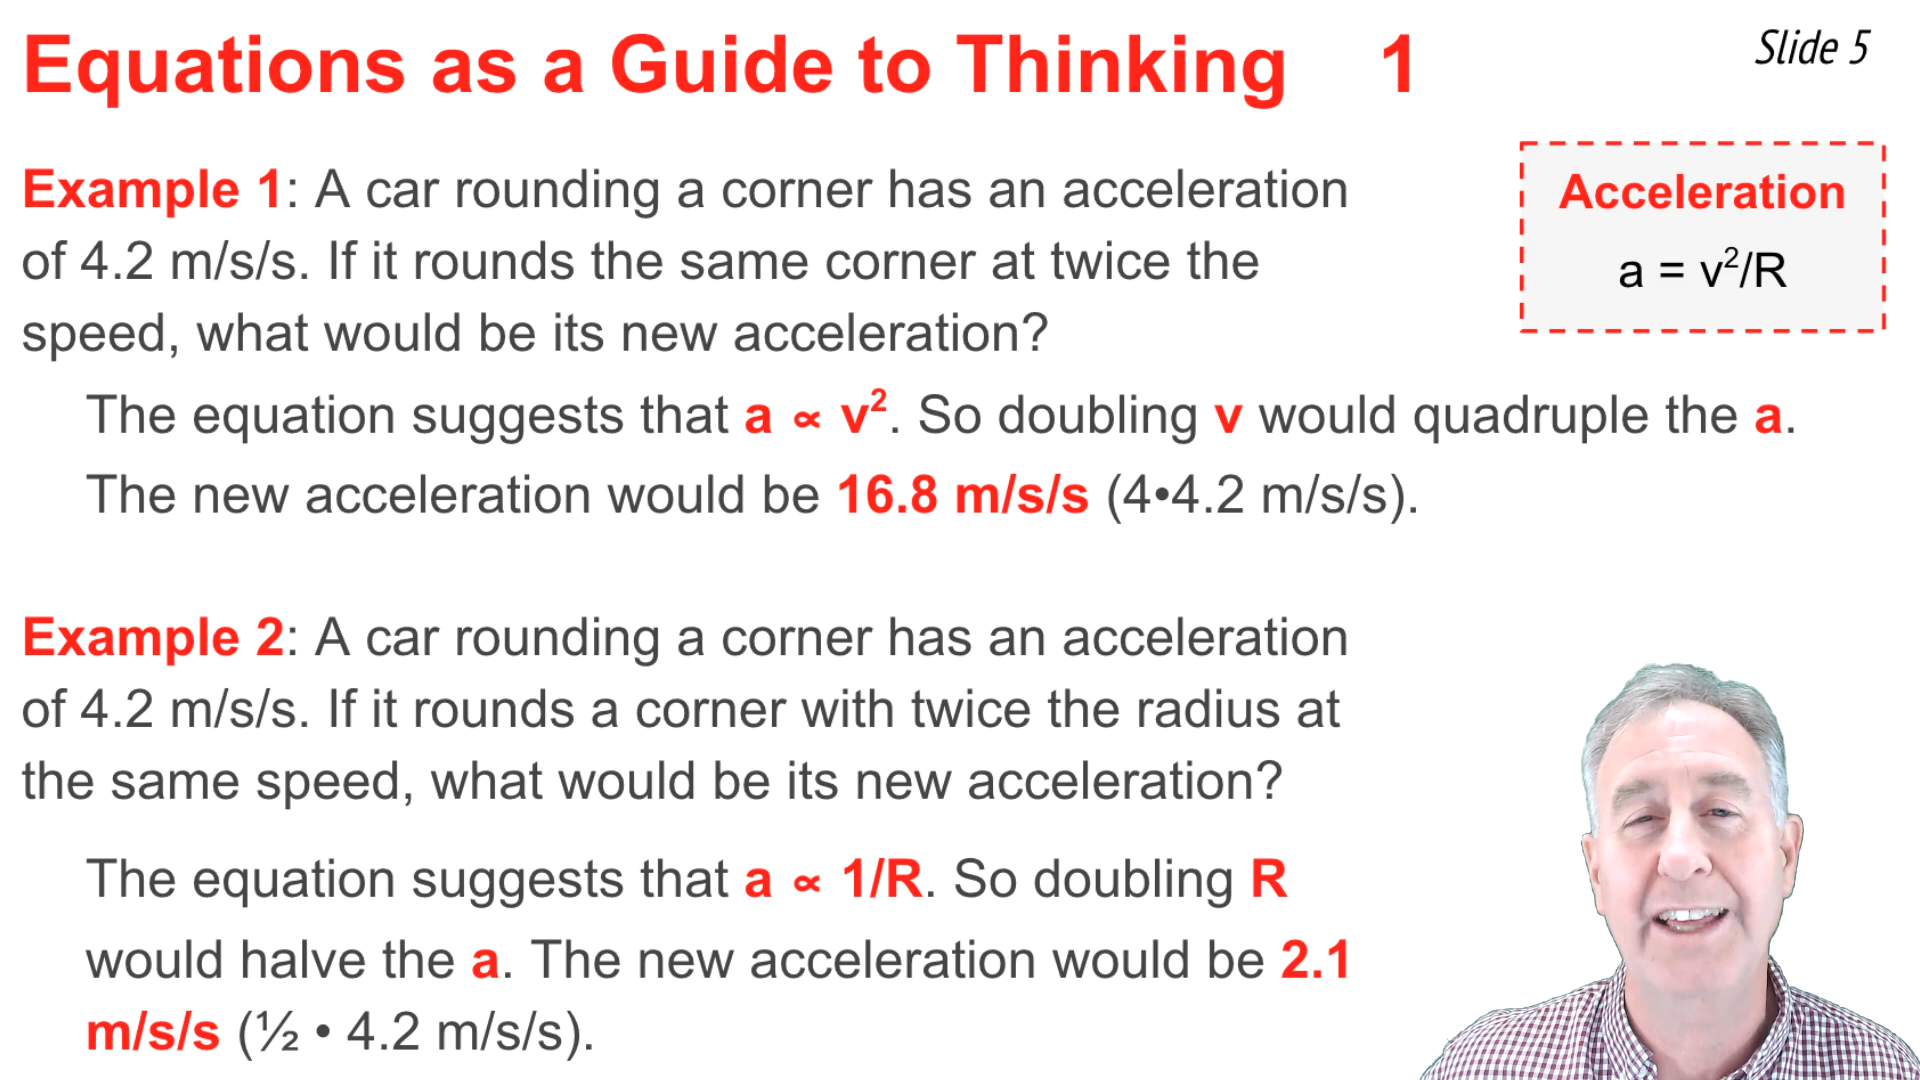 Equations as a Guide to Thinking 1
Slide 5
Example 1: A car rounding a corner has an acceleration
of 4.2 m/s/s. If it rounds the same corner at twice the
speed, what would be its new acceleration?
Acceleration
a = v²/R
The equation suggests that a ∝ v². So doubling v would quadruple the a.
The new acceleration would be 16.8 m/s/s (4•4.2 m/s/s).
Example 2: A car rounding a corner has an acceleration
of 4.2 m/s/s. If it rounds a corner with twice the radius at
the same speed, what would be its new acceleration?
The equation suggests that a ∝ 1/R. So doubling R
would halve the a. The new acceleration would be 2.1
m/s/s (½ • 4.2 m/s/s).